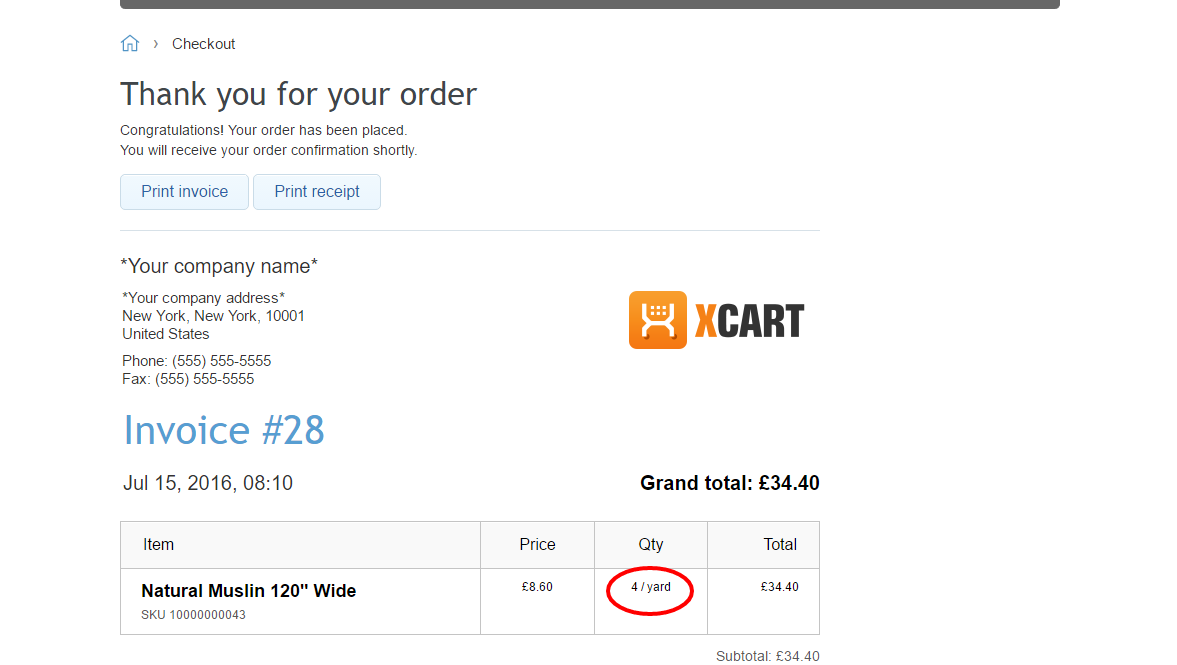 › Checkout
Thank you for your order
Congratulations! Your order has been placed.
You will receive your order confirmation shortly.
Print invoice Print receipt
*Your company name*
*Your company address*
New York, New York, 10001
United States
Phone: (555) 555-5555
Fax: (555) 555-5555
XCART
Invoice #28
Jul 15, 2016, 08:10 Grand total: £34.40
Item Price Qty Total
Natural Muslin 120" Wide £8.60 4 / yard £34.40
SKU 10000000043
Subtotal: £34.40